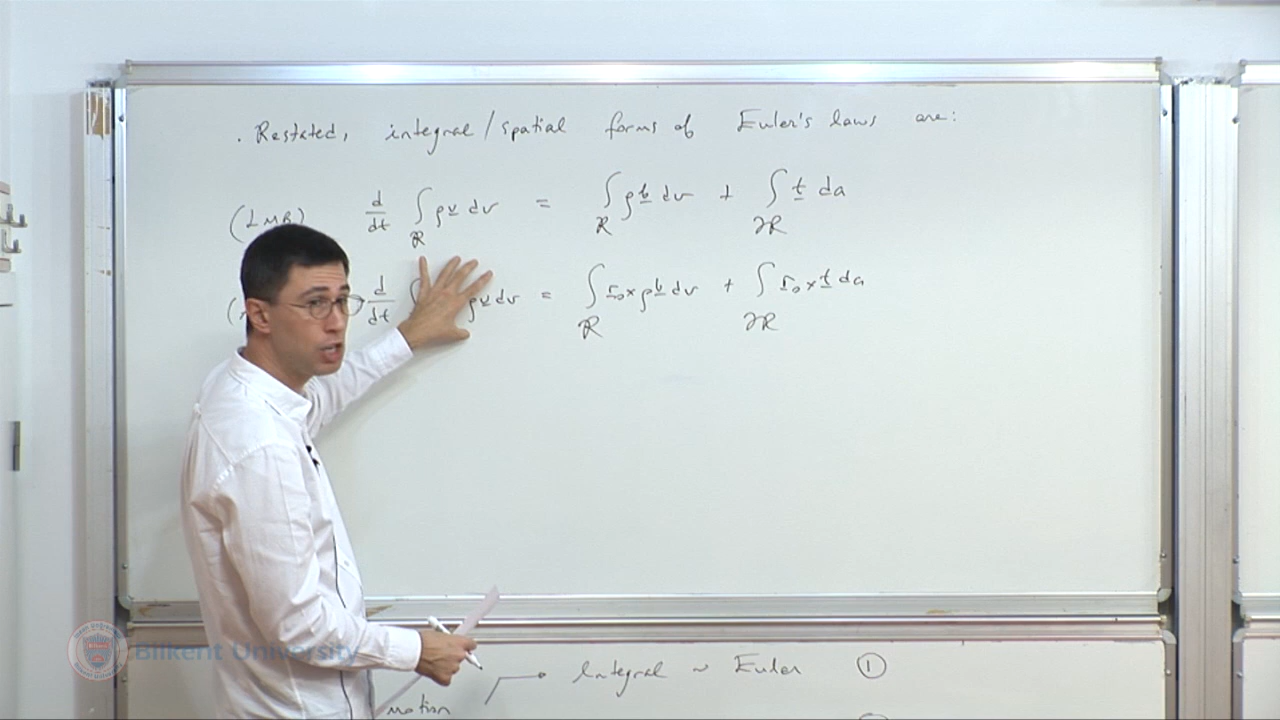 . Restated, integral/spatial forms of Euler's laws are:
(LMB) d/dt ∫_R ρv dv = ∫_R ρb dv + ∫_∂R t da
d/dt ρv dv = ∫_R r₀ × ρb dv + ∫_∂R r₀ × t da
Integral ~ Euler ①
motion
Bilkent University